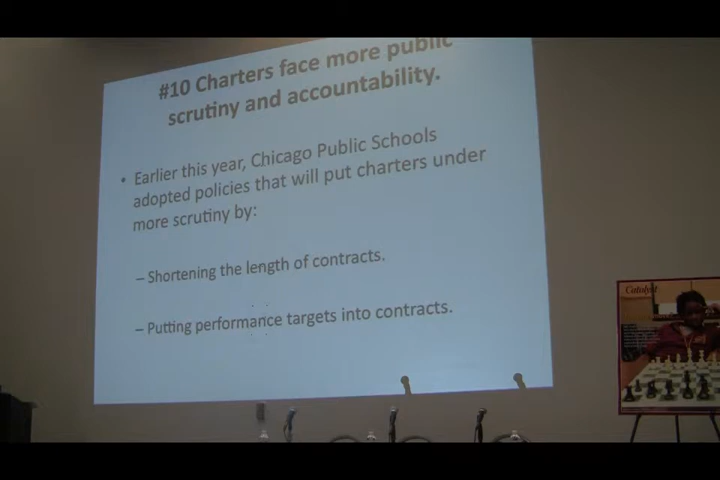 #10 Charters face more public
scrutiny and accountability.
• Earlier this year, Chicago Public Schools
adopted policies that will put charters under
more scrutiny by:
– Shortening the length of contracts.
– Putting performance targets into contracts.
Catalyst